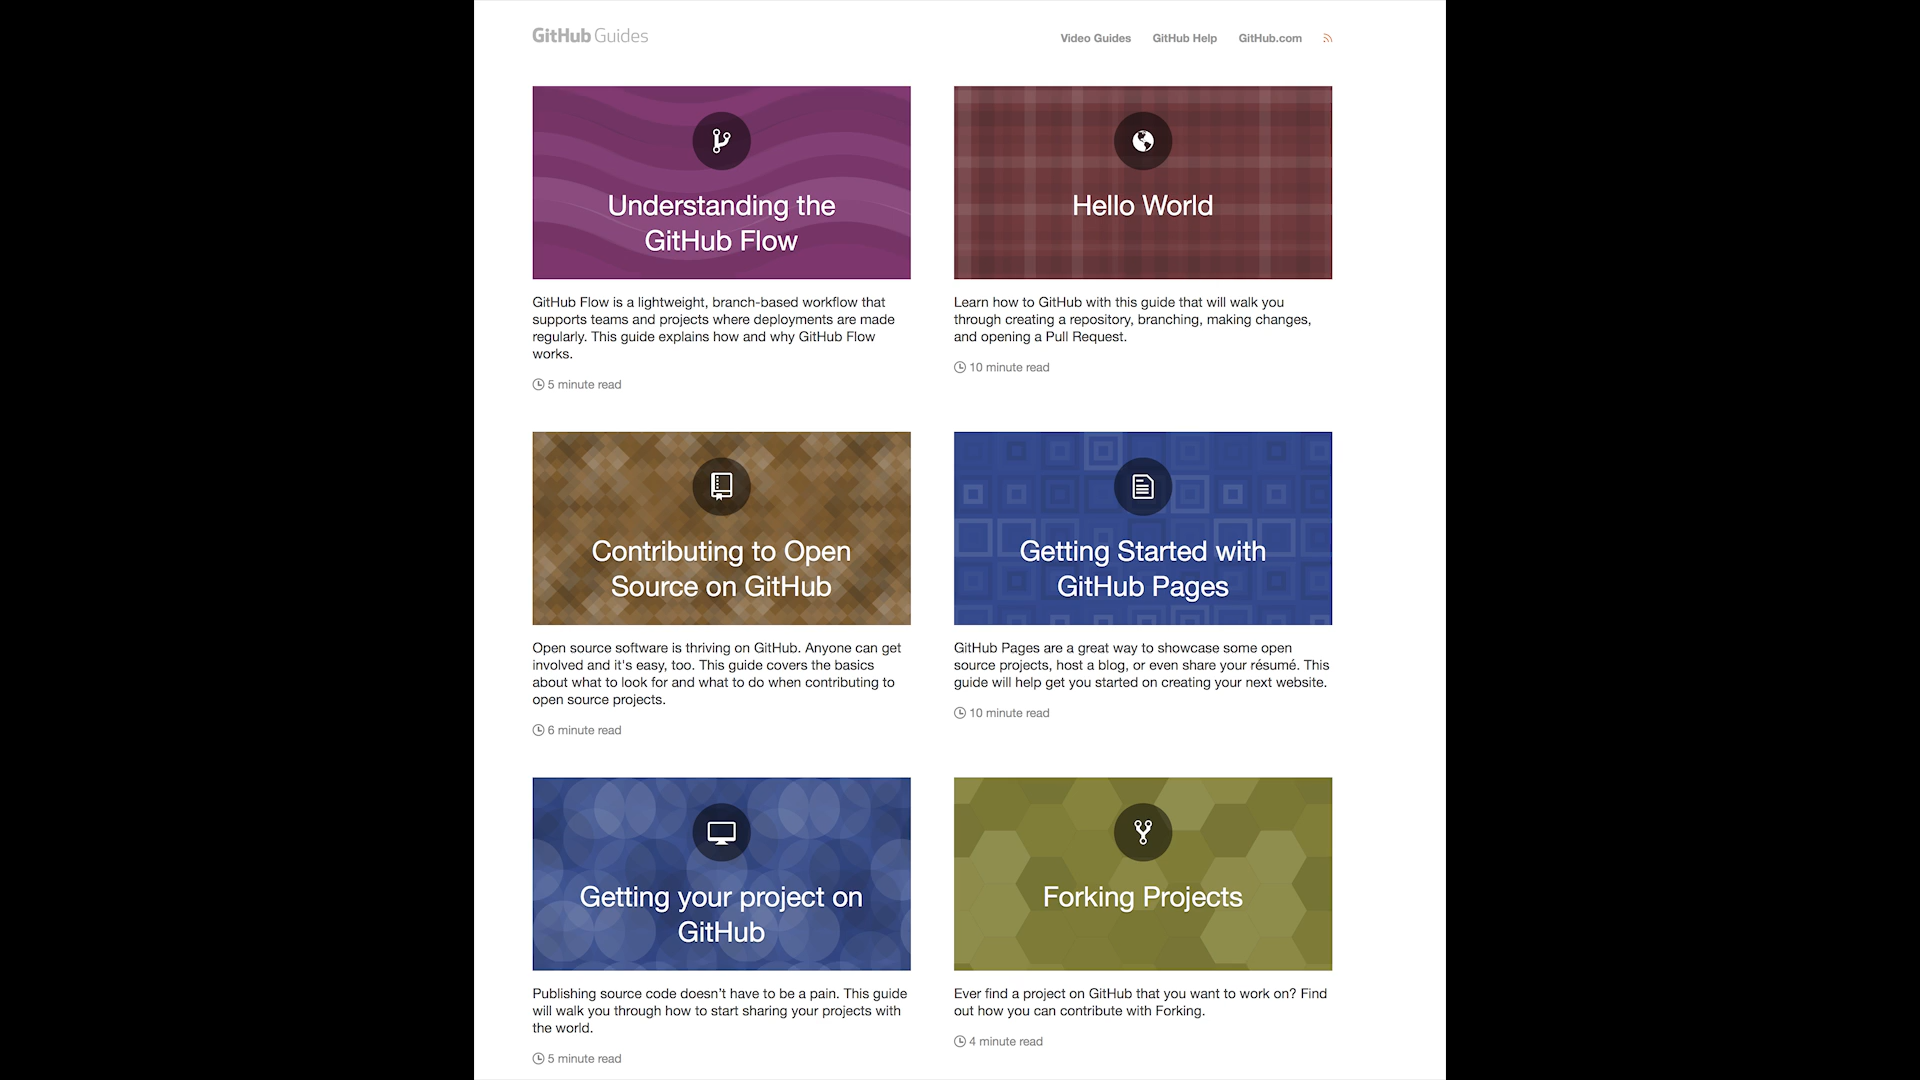 GitHub Guides
Video Guides GitHub Help GitHub.com
Understanding the
GitHub Flow
GitHub Flow is a lightweight, branch-based workflow that
supports teams and projects where deployments are made
regularly. This guide explains how and why GitHub Flow
works.
5 minute read
Hello World
Learn how to GitHub with this guide that will walk you
through creating a repository, branching, making changes,
and opening a Pull Request.
10 minute read
Contributing to Open
Source on GitHub
Open source software is thriving on GitHub. Anyone can get
involved and it's easy, too. This guide covers the basics
about what to look for and what to do when contributing to
open source projects.
6 minute read
Getting Started with
GitHub Pages
GitHub Pages are a great way to showcase some open
source projects, host a blog, or even share your résumé. This
guide will help get you started on creating your next website.
10 minute read
Getting your project on
GitHub
Publishing source code doesn’t have to be a pain. This guide
will walk you through how to start sharing your projects with
the world.
5 minute read
Forking Projects
Ever find a project on GitHub that you want to work on? Find
out how you can contribute with Forking.
4 minute read